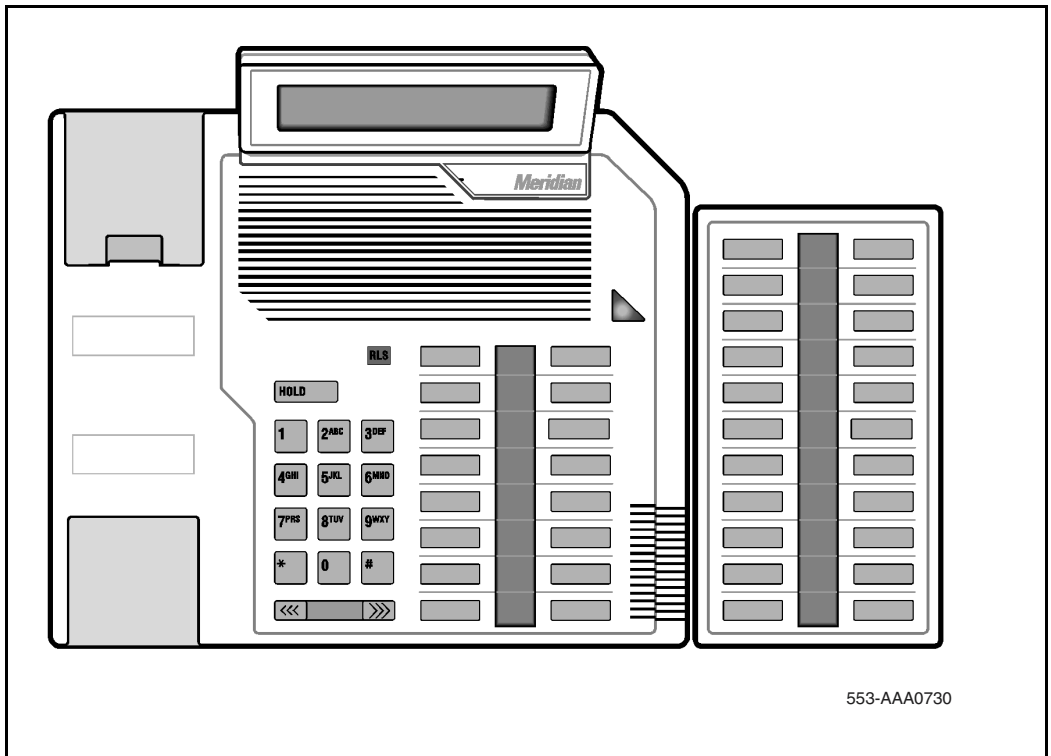 Meridian
RLS
HOLD
1 2ABC 3DEF
4GHI 5JKL 6MNO
7PRS 8TUV 9WXY
* 0 #
<<< >>>
553-AAA0730